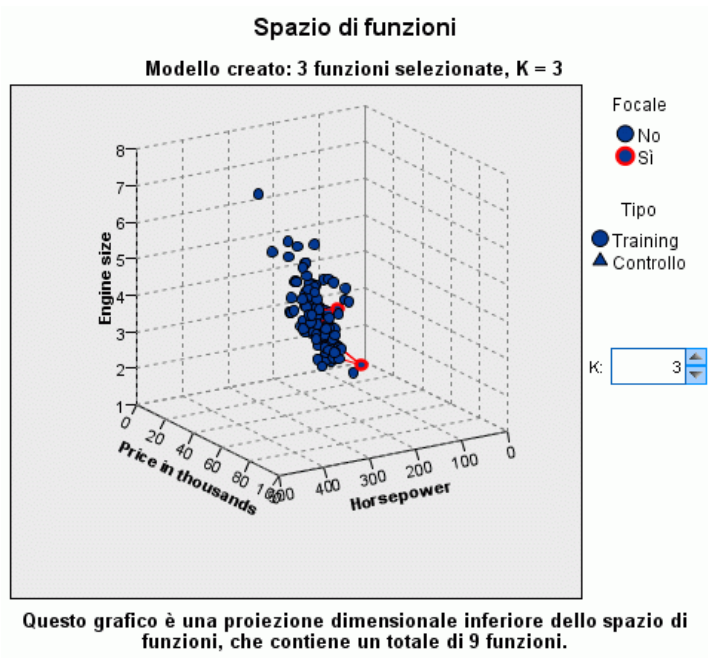 Spazio di funzioni
Modello creato: 3 funzioni selezionate, K = 3
Focale
No
Sì
Tipo
Training
Controllo
K: 3
8
7
6
5
4
3
2
1
Engine size
0
20
40
60
80
100
Price in thousands
500
400
300
200
100
0
Horsepower
Questo grafico è una proiezione dimensionale inferiore dello spazio di
funzioni, che contiene un totale di 9 funzioni.